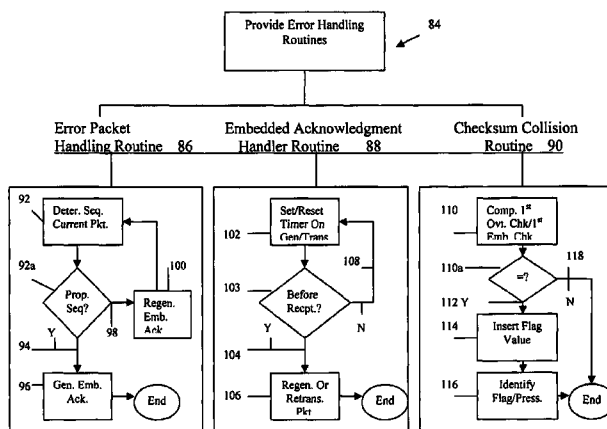 Provide Error Handling
Routines
84
Error Packet
Handling Routine 86
Embedded Acknowledgment
Handler Routine 88
Checksum Collision
Routine 90
92
Deter. Seq.
Current Pkt.
92a
Prop.
Seq?
100
Regen.
Emb.
Ack
98
Y
94
96
Gen. Emb.
Ack.
End
Set/Reset
Timer On
Gen/Trans
102
108
103
Before
Recpt.?
Y
N
104
106
Regen. Or
Retrans.
Pkt
End
110
Comp. 1st
Ovi. Chk/1st
Emb. Chk
118
110a
=?
112 Y
N
114
Insert Flag
Value
116
Identify
Flag/Press.
End